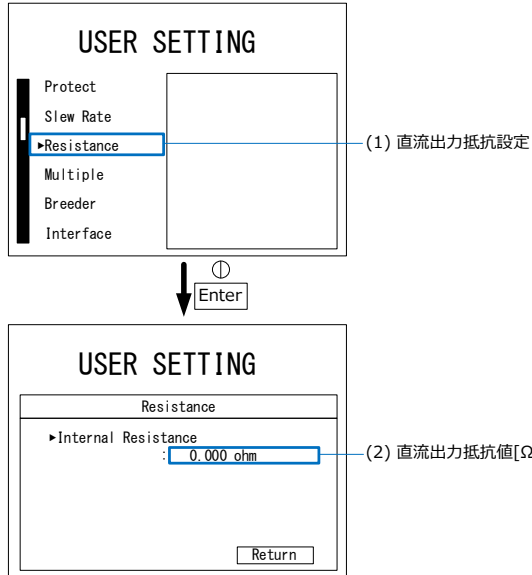 USER SETTING
Protect
Slew Rate
▶Resistance
Multiple
Breeder
Interface
(1) 直流出力抵抗設定
Enter
USER SETTING
Resistance
▶Internal Resistance
: 0.000 ohm
(2) 直流出力抵抗値[Ω
Return